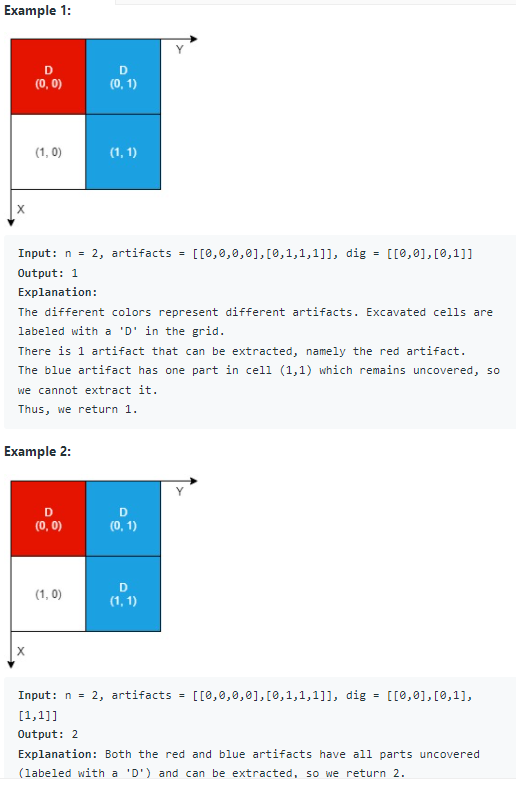 Example 1:
Y
D D
(0, 0) (0, 1)
(1, 0) (1, 1)
X
Input: n = 2, artifacts = [[0,0,0,0],[0,1,1,1]], dig = [[0,0],[0,1]]
Output: 1
Explanation:
The different colors represent different artifacts. Excavated cells are
labeled with a 'D' in the grid.
There is 1 artifact that can be extracted, namely the red artifact.
The blue artifact has one part in cell (1,1) which remains uncovered, so
we cannot extract it.
Thus, we return 1.
Example 2:
Y
D D
(0, 0) (0, 1)
D
(1, 0) (1, 1)
X
Input: n = 2, artifacts = [[0,0,0,0],[0,1,1,1]], dig = [[0,0],[0,1],
[1,1]]
Output: 2
Explanation: Both the red and blue artifacts have all parts uncovered
(labeled with a 'D') and can be extracted, so we return 2.